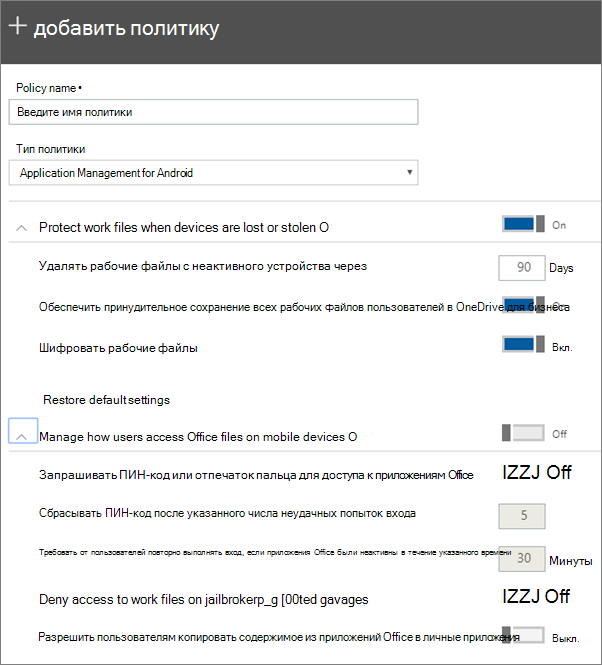 + добавить политику
Policy name •
Введите имя политики
Тип политики
Application Management for Android
Protect work files when devices are lost or stolen O
On
Удалять рабочие файлы с неактивного устройства через
90 Days
Обеспечить принудительное сохранение всех рабочих файлов пользователей в OneDrive для бизнеса
On
Шифровать рабочие файлы
Вкл.
Restore default settings
Manage how users access Office files on mobile devices O
Off
Запрашивать ПИН-код или отпечаток пальца для доступа к приложениям Office
IZZJ Off
Сбрасывать ПИН-код после указанного числа неудачных попыток входа
5
Требовать от пользователей повторно выполнять вход, если приложения Office были неактивны в течение указанного времени
30 Минуты
Deny access to work files on jailbrokerp_g [00ted gavages
IZZJ Off
Разрешить пользователям копировать содержимое из приложений Office в личные приложения
Выкл.